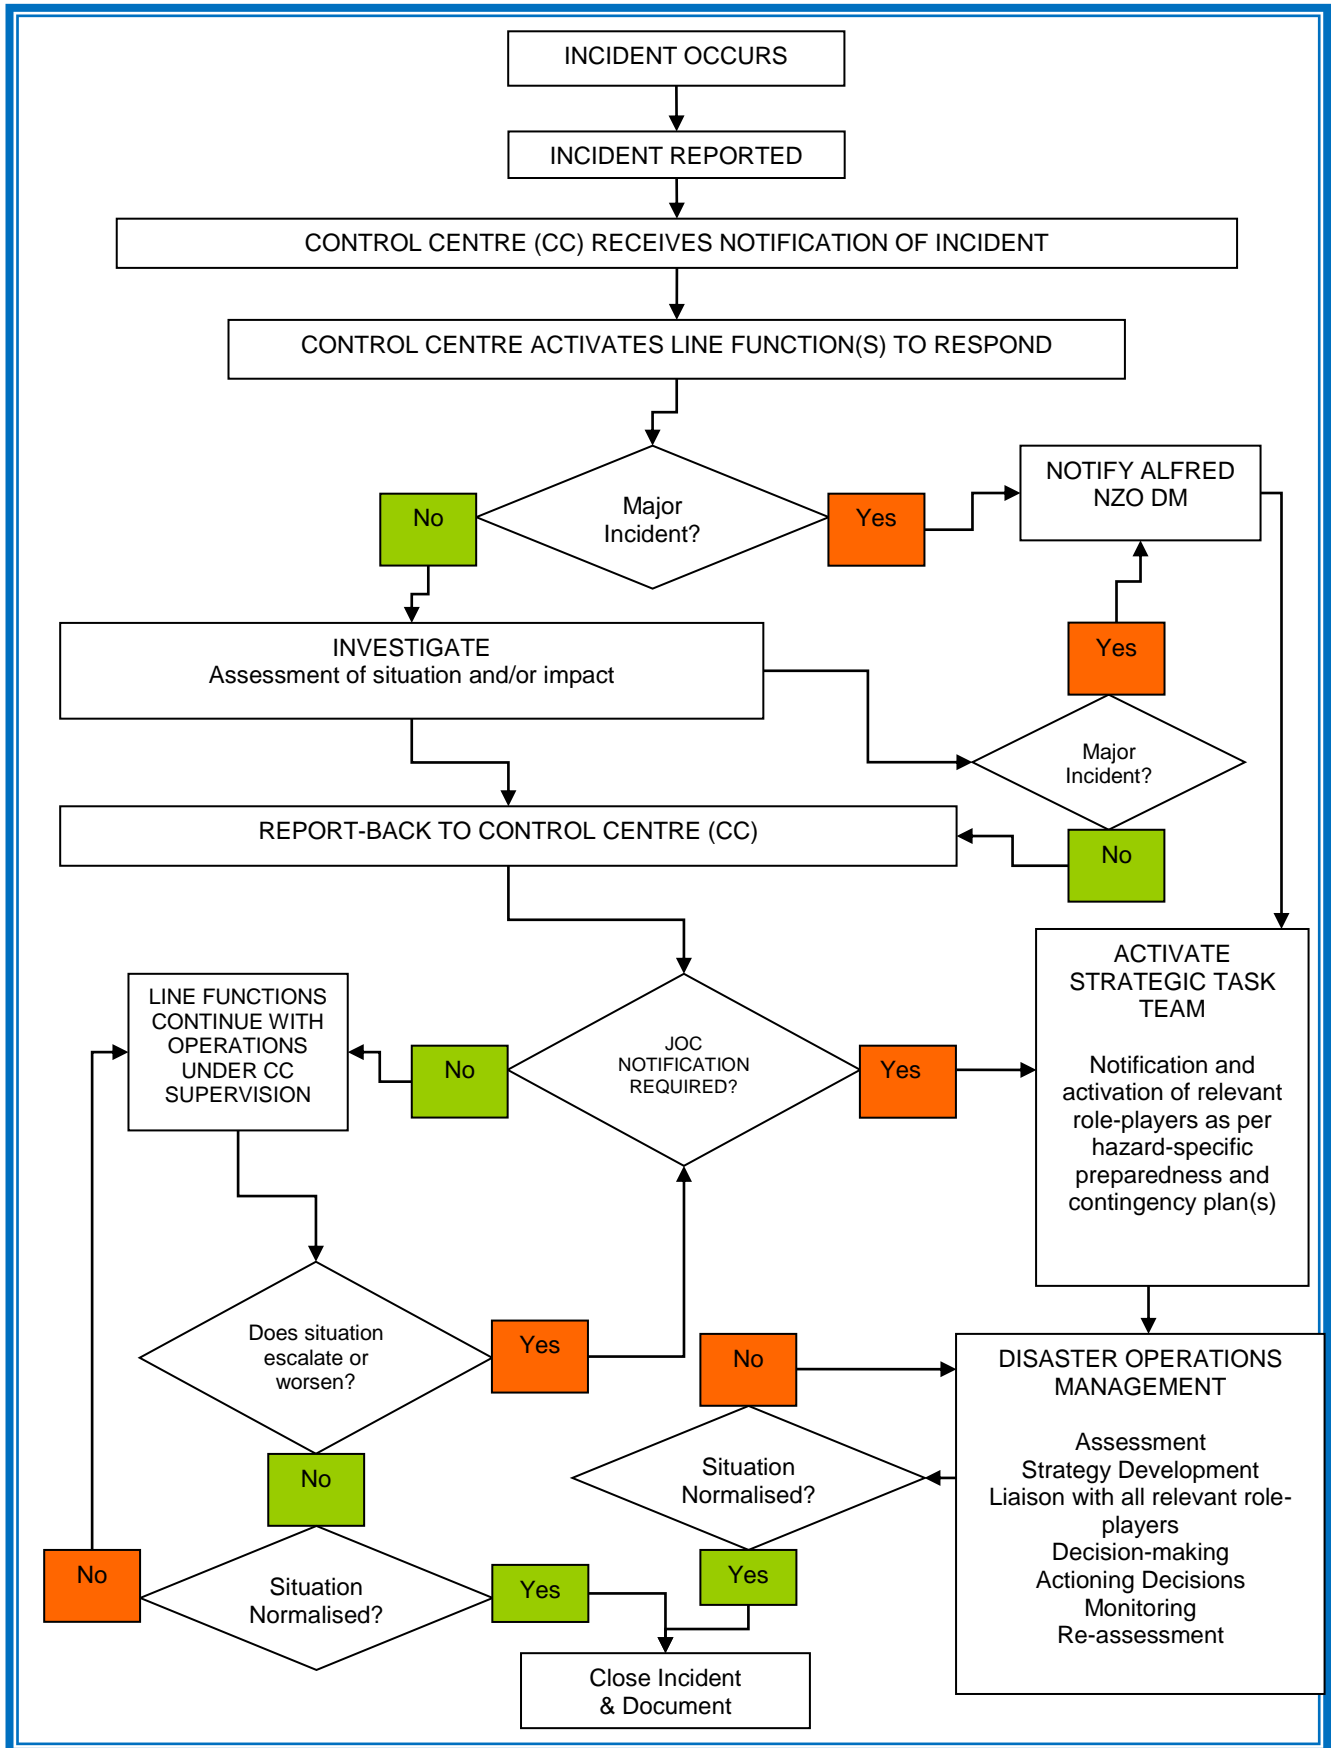 INCIDENT OCCURS
INCIDENT REPORTED
CONTROL CENTRE (CC) RECEIVES NOTIFICATION OF INCIDENT
CONTROL CENTRE ACTIVATES LINE FUNCTION(S) TO RESPOND
Major
Incident?
No
Yes
NOTIFY ALFRED
NZO DM
INVESTIGATE
Assessment of situation and/or impact
Yes
Major
Incident?
No
REPORT-BACK TO CONTROL CENTRE (CC)
LINE FUNCTIONS
CONTINUE WITH
OPERATIONS
UNDER CC
SUPERVISION
No
JOC
NOTIFICATION
REQUIRED?
Yes
ACTIVATE
STRATEGIC TASK
TEAM
Notification and
activation of relevant
role-players as per
hazard-specific
preparedness and
contingency plan(s)
Does situation
escalate or
worsen?
Yes
No
No
Situation
Normalised?
Yes
No
Situation
Normalised?
Yes
DISASTER OPERATIONS
MANAGEMENT
Assessment
Strategy Development
Liaison with all relevant role-
players
Decision-making
Actioning Decisions
Monitoring
Re-assessment
Close Incident
& Document